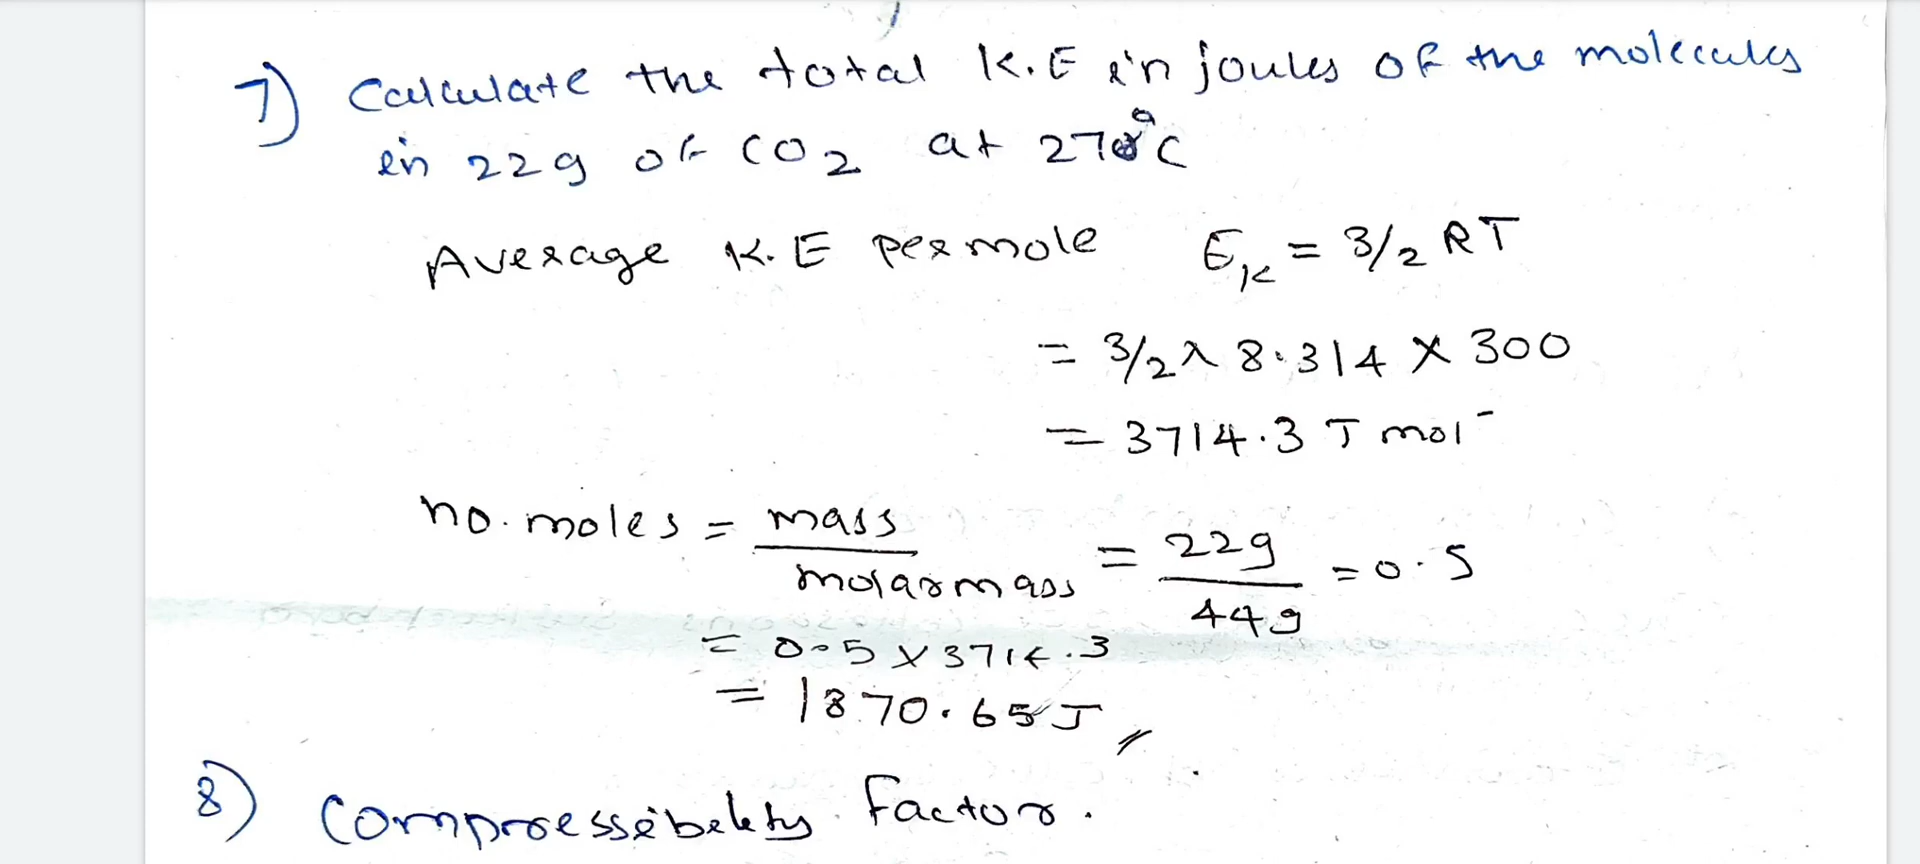 7) Calculate the total K.E in joules of the molecules
in 22g of CO2 at 27°C
Average K.E per mole Ek = 3/2 RT
= 3/2 x 8.314 x 300
= 3714.3 J mol-
no. moles = mass / molar mass = 22g / 44g = 0.5
= 0.5 x 3714.3
= 1870.65 J
8) Compressebelety Factor.